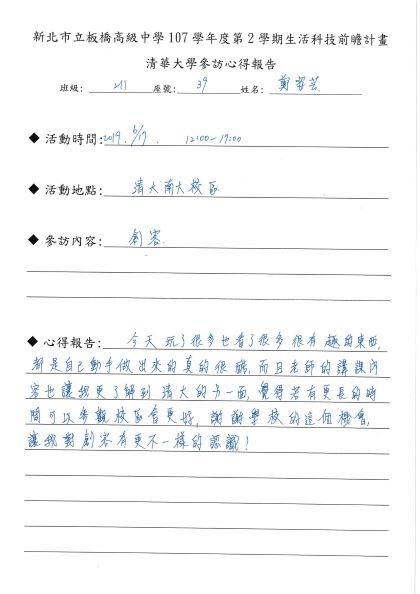 新北市立板橋高級中學 107 學年度第 2 學期生活科技前瞻計畫
清華大學參訪心得報告
班級: 211 座號: 39 姓名: 鄭 芸
◆ 活動時間: 2019. 6/17. 12:00~17:00
◆ 活動地點: 清大南大校區
◆ 參訪內容: 創客.
◆ 心得報告: 今天玩了很多也看了很多很有趣的東西,
都是自己動手做出來的真的很酷.而且老師的講課內
容也讓我更了解到清大的另一面,覺得若有更長的時
間可以參觀校區會更好,謝謝學校給這個機會,
讓我對創客有更不一樣的認識!